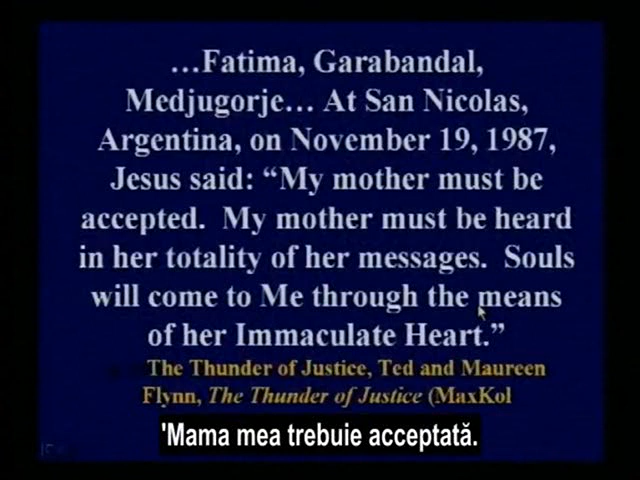 …Fatima, Garabandal,
Medjugorje… At San Nicolas,
Argentina, on November 19, 1987,
Jesus said: “My mother must be
accepted. My mother must be heard
in her totality of her messages. Souls
will come to Me through the means
of her Immaculate Heart.”
The Thunder of Justice, Ted and Maureen
Flynn, The Thunder of Justice (MaxKol
'Mama mea trebuie acceptată.